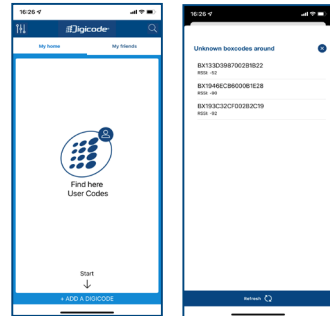 16:26
Digicode
My home
My friends
Find here
User Codes
Start
+ ADD A DIGICODE
16:26
Unknown boxcodes around
BX133D3987002B1B22
RSSI: -52
BX1946ECB6000B1E28
RSSI: -90
BX193C32CF002B2C19
RSSI: -92
Refresh